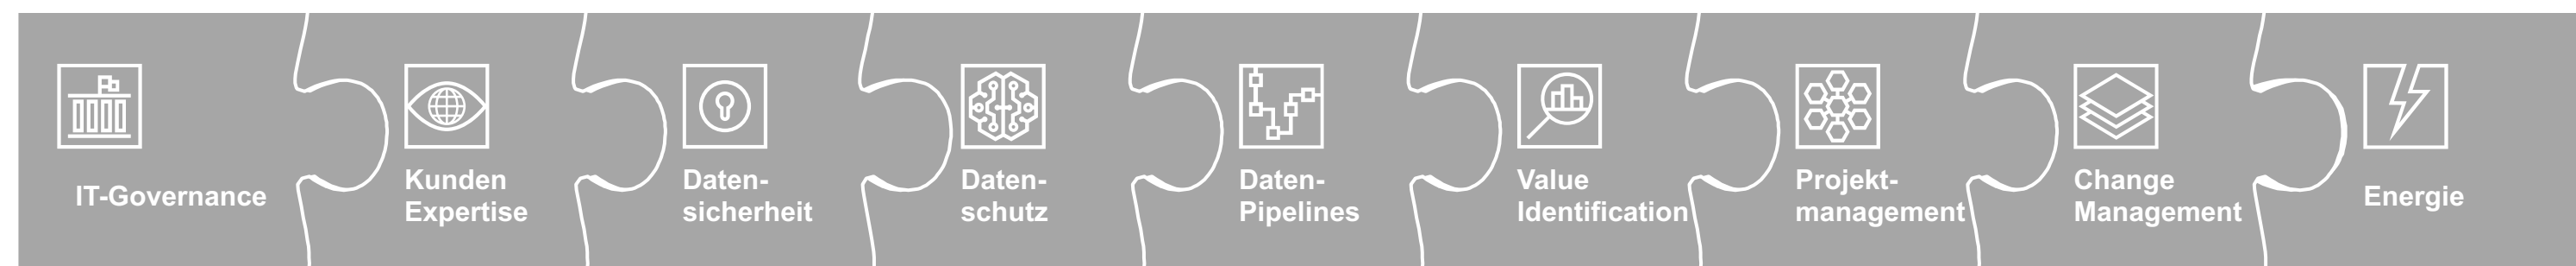 IT-Governance
Kunden
Expertise
Daten-
sicherheit
Daten-
schutz
Daten-
Pipelines
Value
Identification
Projekt-
management
Change
Management
Energie